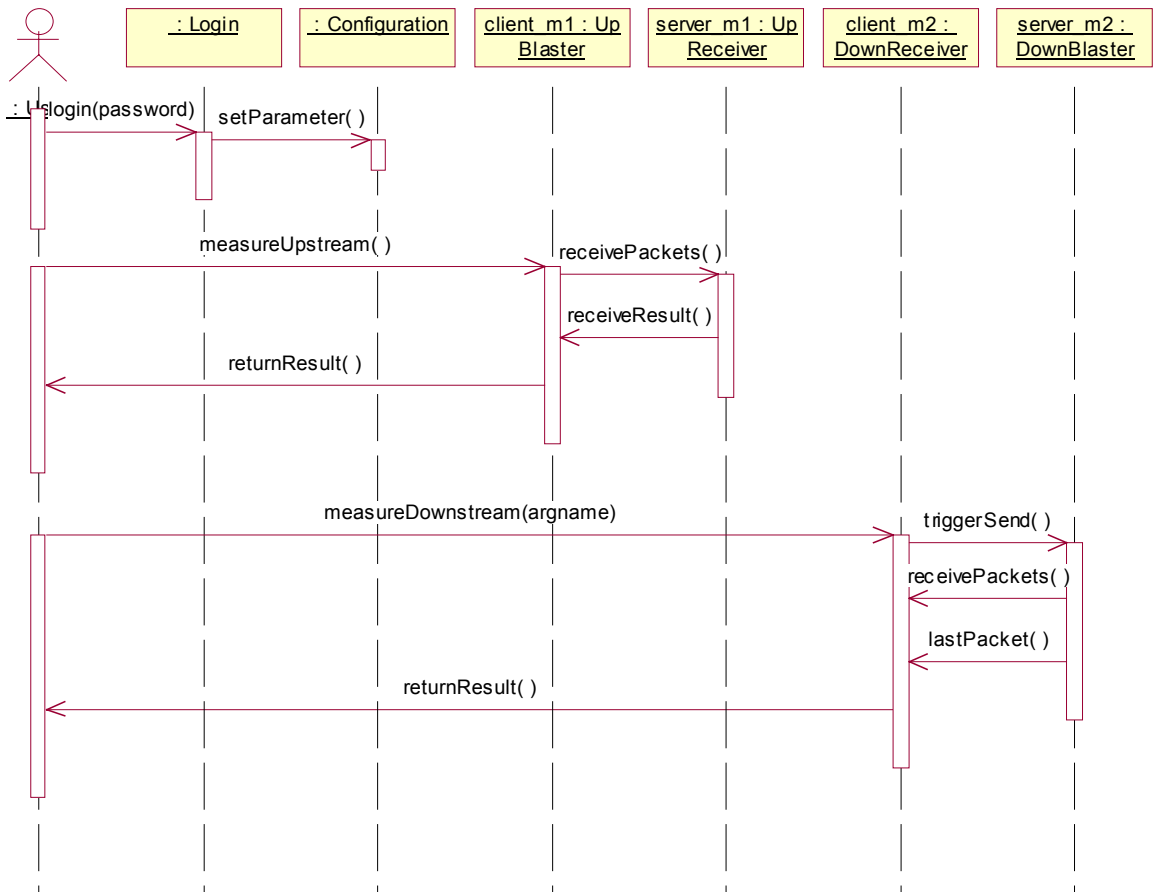 : Login
: Configuration
client_m1 : Up
Blaster
server_m1 : Up
Receiver
client_m2 :
DownReceiver
server_m2 :
DownBlaster
login(password)
setParameter( )
measureUpstream( )
receivePackets( )
receiveResult( )
returnResult( )
measureDownstream(argname)
triggerSend( )
receivePackets( )
lastPacket( )
returnResult( )